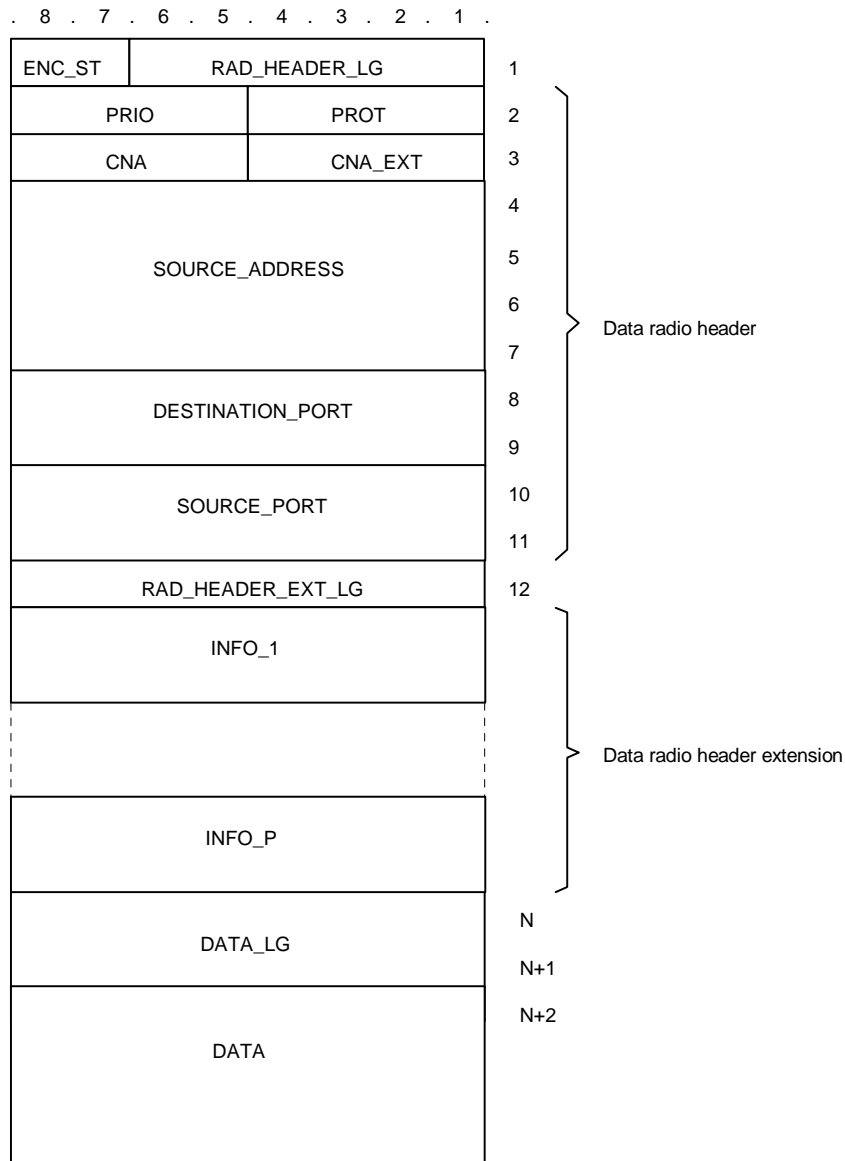 . 8 . 7 . 6 . 5 . 4 . 3 . 2 . 1 .
ENC_ST RAD_HEADER_LG 1
PRIO PROT 2
CNA CNA_EXT 3
4
SOURCE_ADDRESS 5
6
7
Data radio header
DESTINATION_PORT 8
9
SOURCE_PORT 10
11
RAD_HEADER_EXT_LG 12
INFO_1
Data radio header extension
INFO_P
N
DATA_LG
N+1
N+2
DATA